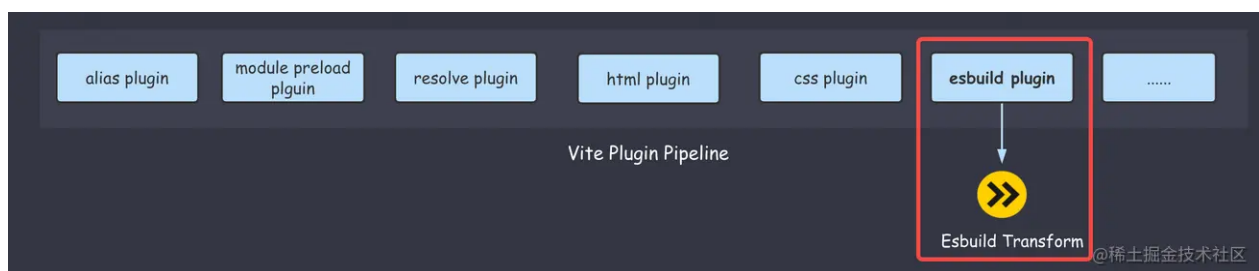 alias plugin
module preload
plguin
resolve plugin
html plugin
css plugin
esbuild plugin
......
Vite Plugin Pipeline
Esbuild Transform
@稀土掘金技术社区